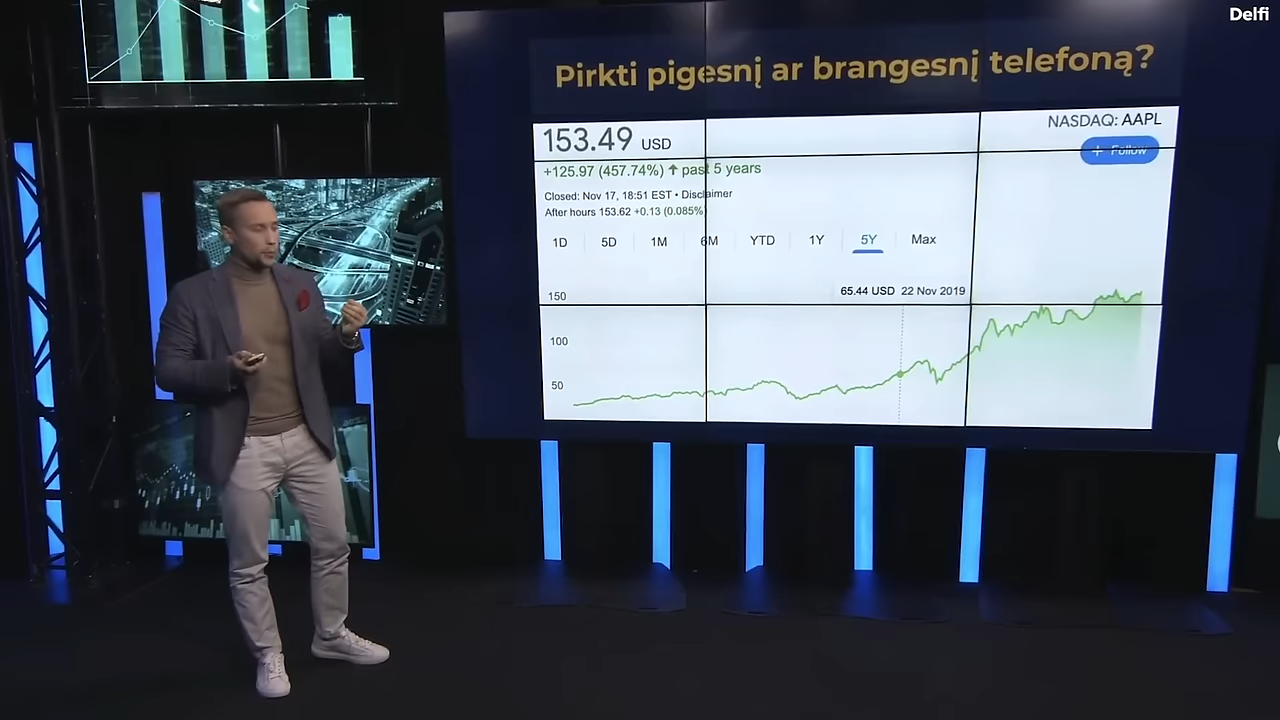 Delfi
Pirkti pigesnį ar brangesnį telefoną?
153.49 USD
NASDAQ: AAPL
+ Follow
+125.97 (457.74%) ↑ past 5 years
Closed: Nov 17, 18:51 EST • Disclaimer
After hours 153.62 +0.13 (0.085%)
1D 5D 1M 6M YTD 1Y 5Y Max
65.44 USD 22 Nov 2019
150
100
50